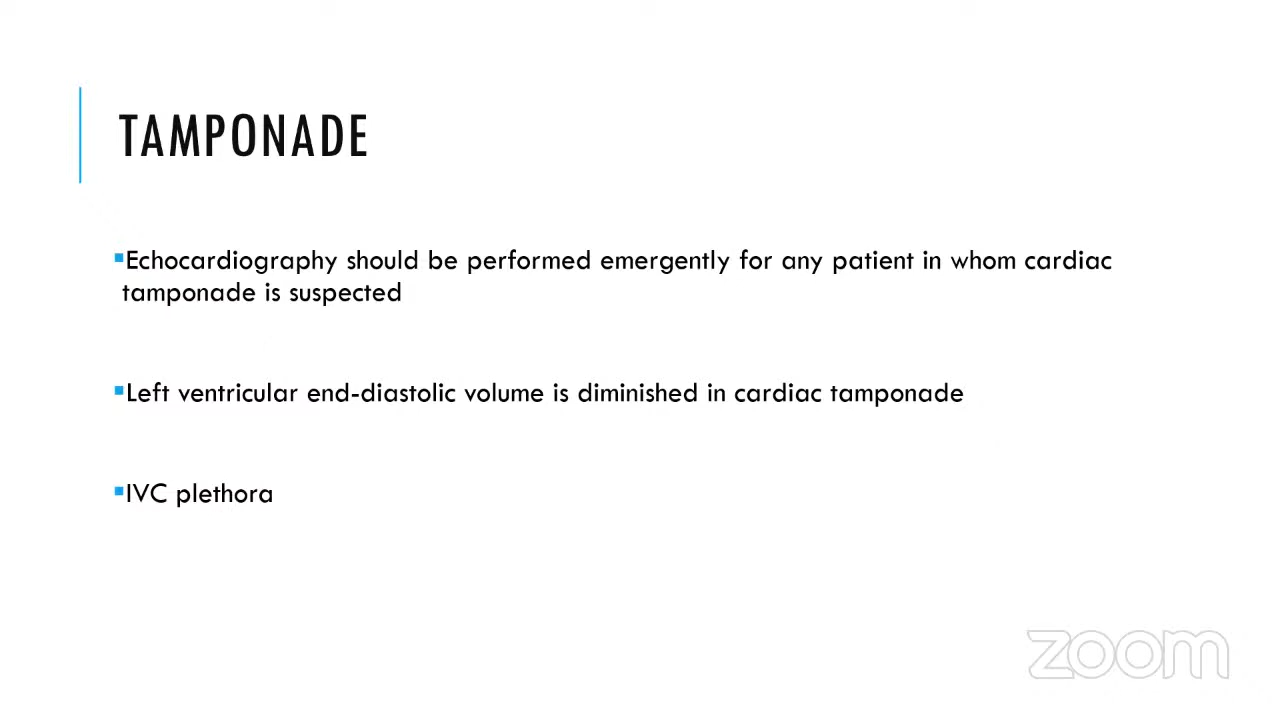 TAMPONADE
▪Echocardiography should be performed emergently for any patient in whom cardiac
tamponade is suspected
▪Left ventricular end-diastolic volume is diminished in cardiac tamponade
▪IVC plethora
zoom